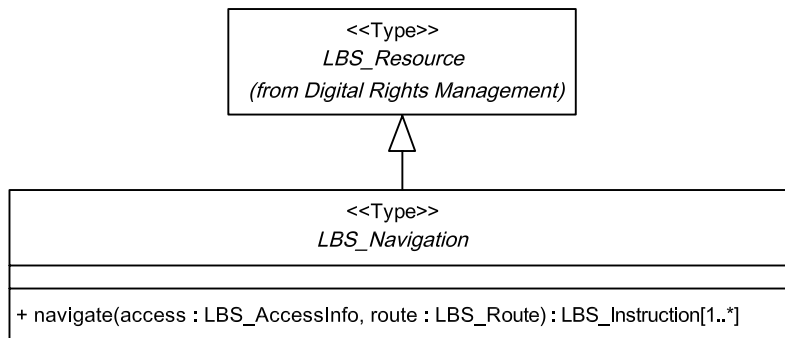 <<Type>>
LBS_Resource
(from Digital Rights Management)
<<Type>>
LBS_Navigation
+ navigate(access : LBS_AccessInfo, route : LBS_Route) : LBS_Instruction[1..*]